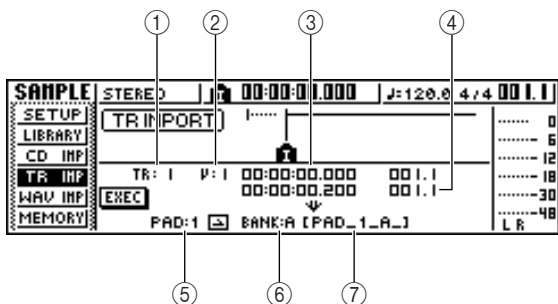 ① ② ③ ④
SAMPLE STEREO 00:00:00.000 ♩=120.0 4/4 001.1
SETUP TR IMPORT I 0
LIBRARY 6
CD IMP I 12
TR IMP TR: 1 V: 1 00:00:00.000 001.1 18
WAV IMP EXEC 00:00:00.200 001.1 30
MEMORY PAD:1 BANK:A [PAD_1_A_] L R 48
⑤ ⑥ ⑦